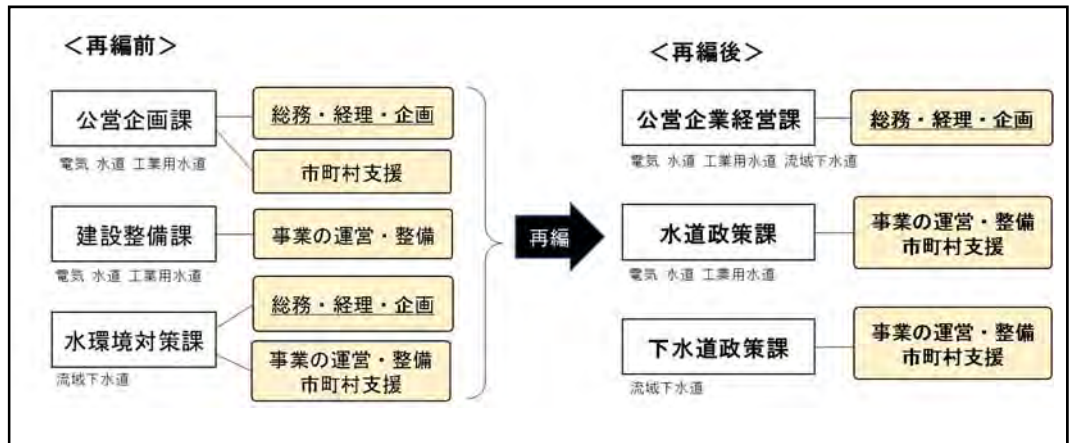 ＜再編前＞
公営企画課
電気 水道 工業用水道
総務・経理・企画
市町村支援
建設整備課
電気 水道 工業用水道
事業の運営・整備
水環境対策課
流域下水道
総務・経理・企画
事業の運営・整備
市町村支援
再編
＜再編後＞
公営企業経営課
電気 水道 工業用水道 流域下水道
総務・経理・企画
水道政策課
電気 水道 工業用水道
事業の運営・整備
市町村支援
下水道政策課
流域下水道
事業の運営・整備
市町村支援